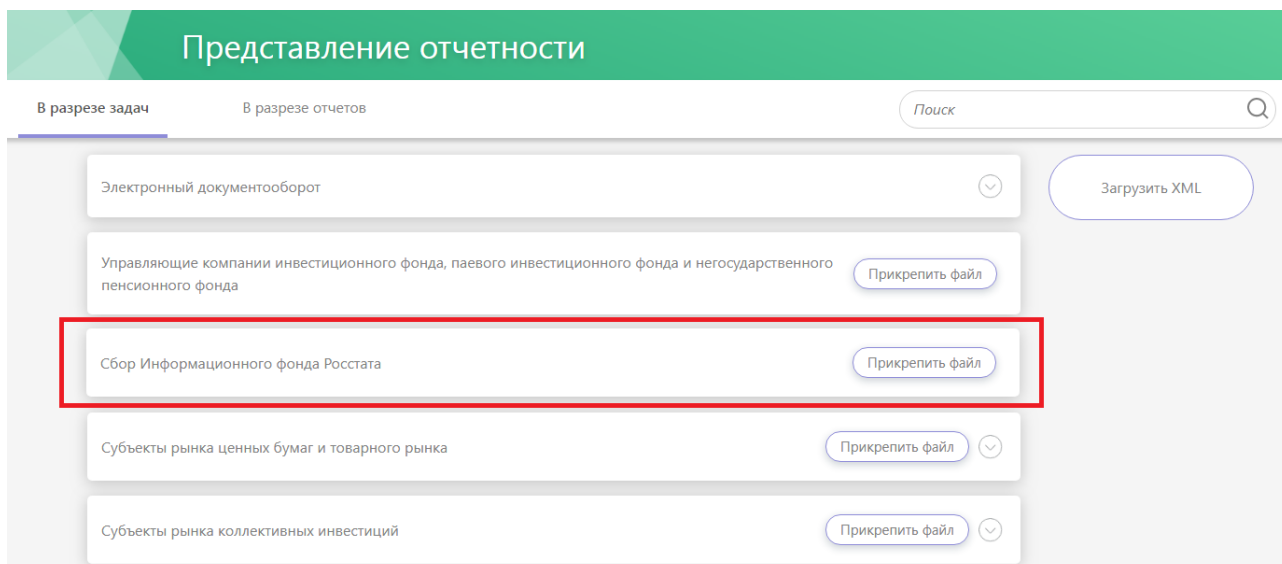 Представление отчетности
В разрезе задач В разрезе отчетов Поиск
Электронный документооборот Загрузить XML
Управляющие компании инвестиционного фонда, паевого инвестиционного фонда и негосударственного
пенсионного фонда
Прикрепить файл
Сбор Информационного фонда Росстата Прикрепить файл
Субъекты рынка ценных бумаг и товарного рынка Прикрепить файл
Субъекты рынка коллективных инвестиций Прикрепить файл